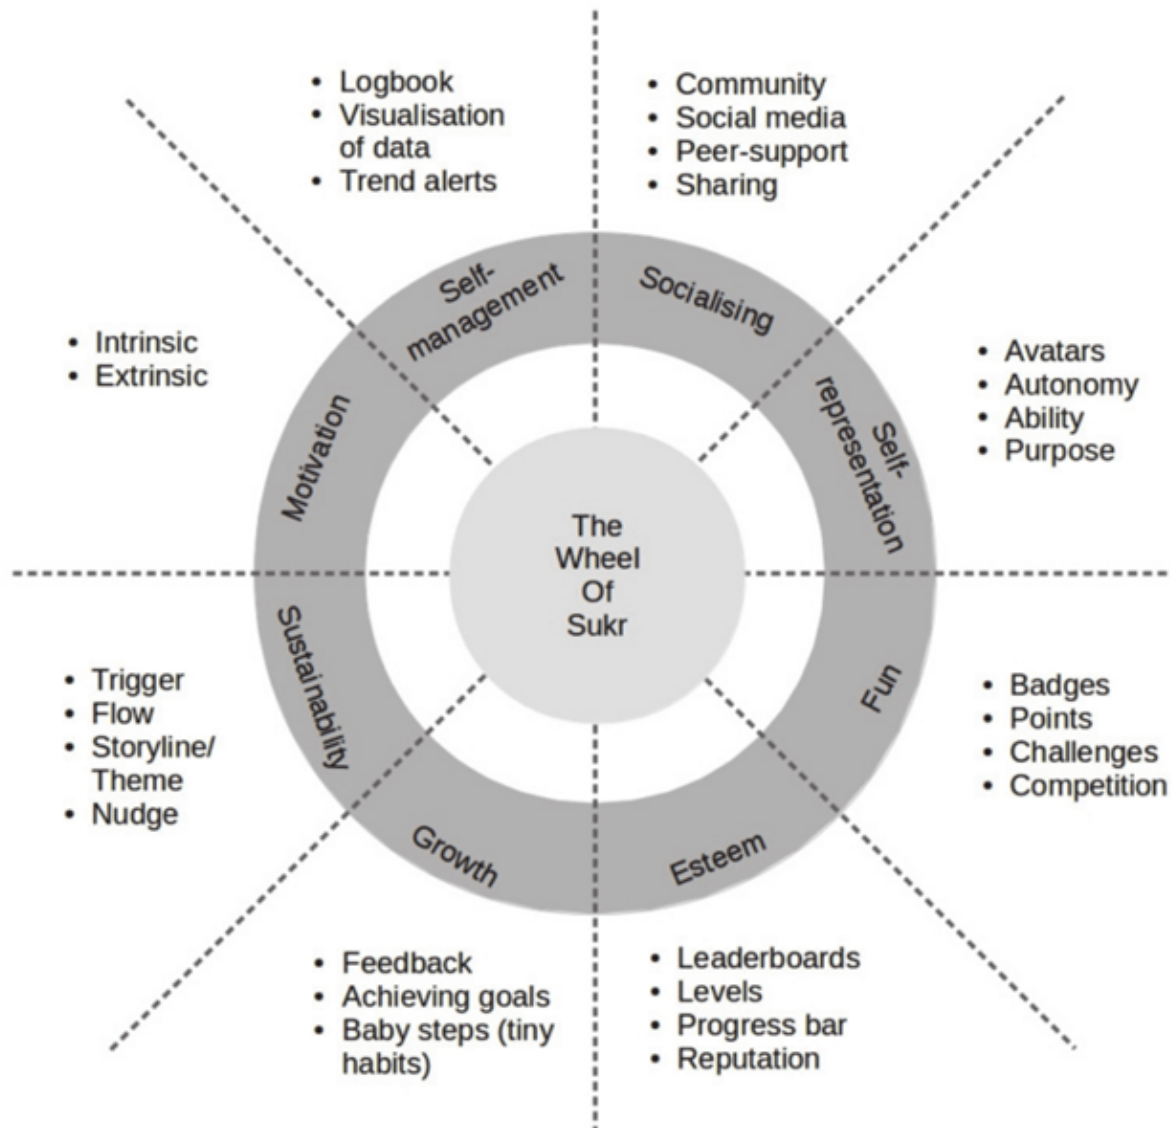 • Logbook
• Visualisation
of data
• Trend alerts
• Community
• Social media
• Peer-support
• Sharing
Self-
management
Socialising
• Intrinsic
• Extrinsic
Motivation
Self-
representation
• Avatars
• Autonomy
• Ability
• Purpose
The
Wheel
Of
Sukr
• Trigger
• Flow
• Storyline/
Theme
• Nudge
Sustainability
Fun
• Badges
• Points
• Challenges
• Competition
Growth
Esteem
• Feedback
• Achieving goals
• Baby steps (tiny
habits)
• Leaderboards
• Levels
• Progress bar
• Reputation